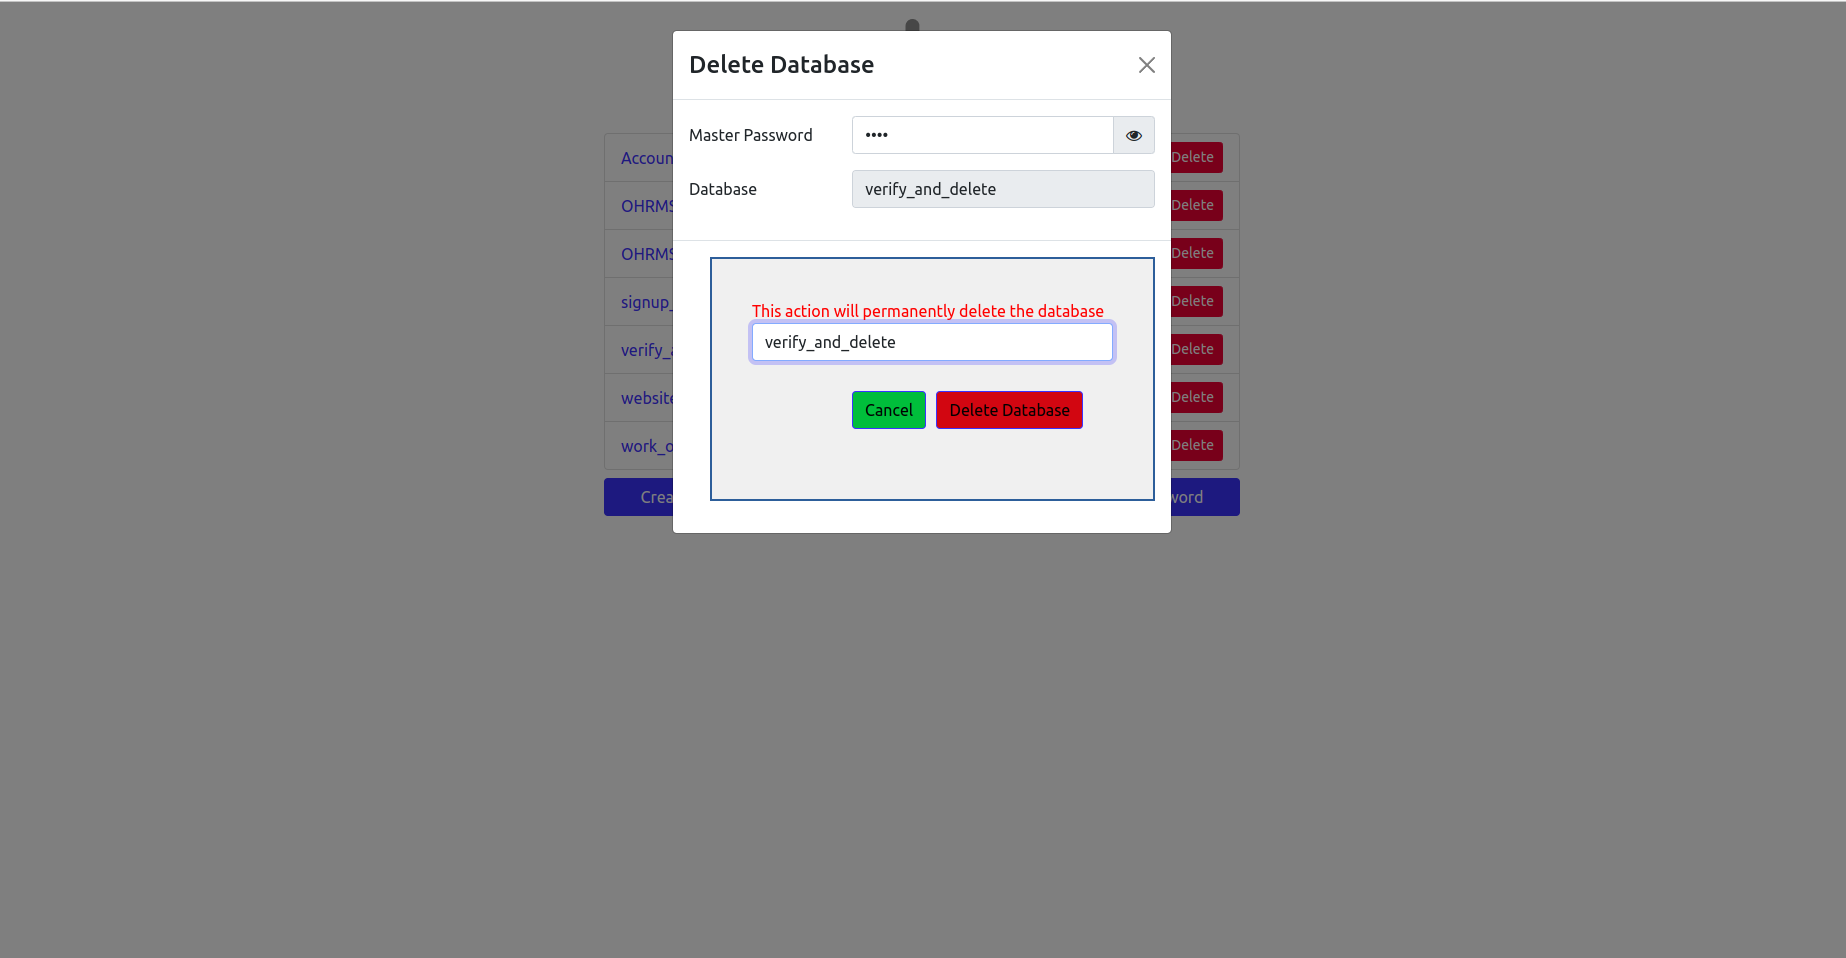 Delete Database
Master Password ••••
Database verify_and_delete
This action will permanently delete the database
verify_and_delete
Cancel Delete Database
Accoun Delete
OHRMS Delete
OHRMS Delete
signup_ Delete
verify_a Delete
website Delete
work_o Delete
Crea word